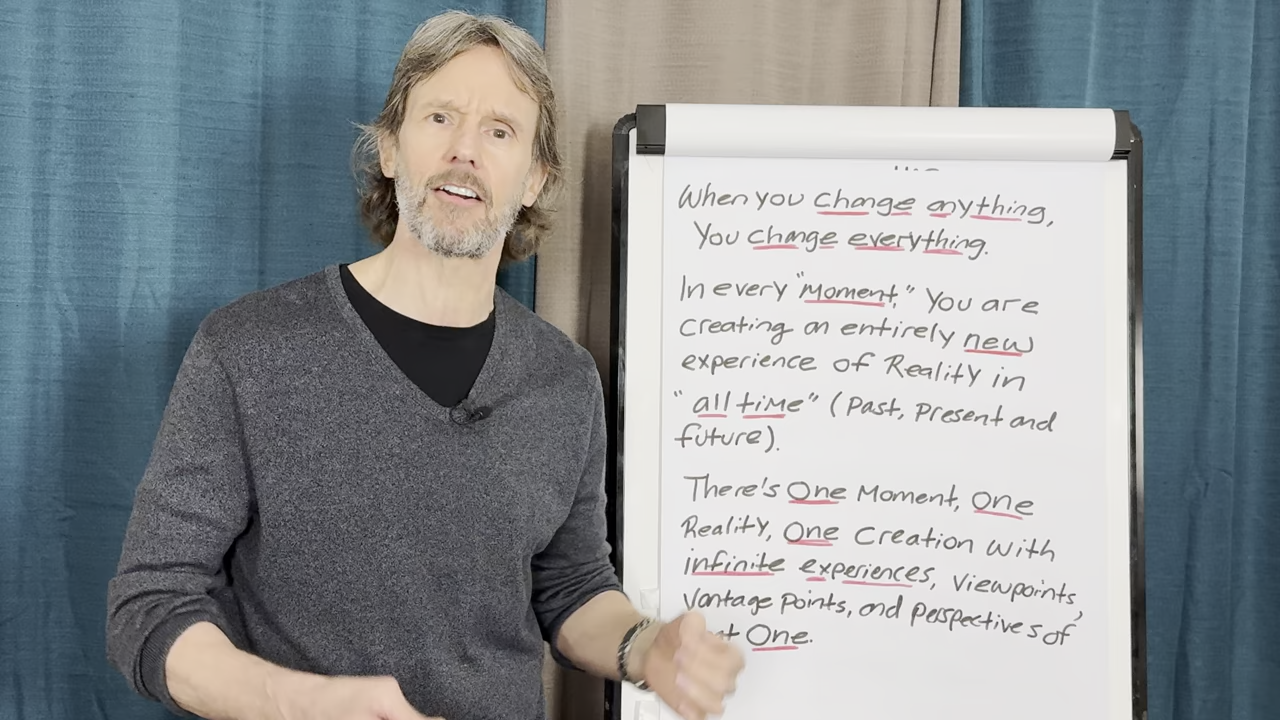 When you change anything,
You change everything.
In every "Moment," You are
creating an entirely new
experience of Reality in
"all time" (Past, Present and
future).
There's One Moment, One
Reality, One Creation with
infinite experiences, viewpoints,
vantage points, and perspectives of
One.